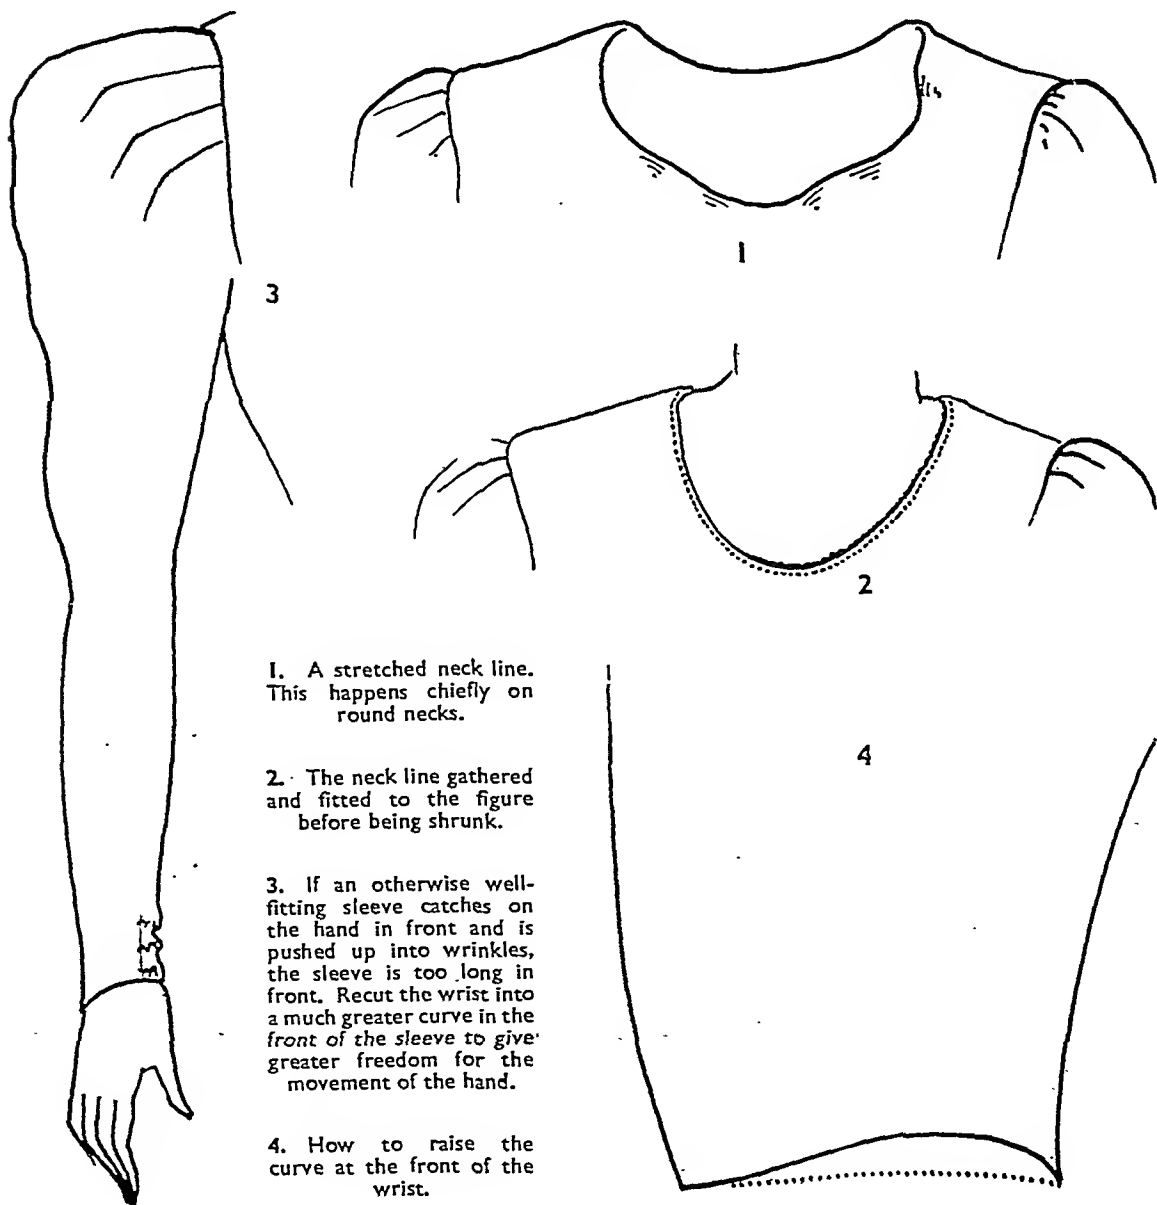 3
1
2
4
1. A stretched neck line.
This happens chiefly on
round necks.
2. The neck line gathered
and fitted to the figure
before being shrunk.
3. If an otherwise well-
fitting sleeve catches on
the hand in front and is
pushed up into wrinkles,
the sleeve is too long in
front. Recut the wrist into
a much greater curve in the
front of the sleeve to give
greater freedom for the
movement of the hand.
4. How to raise the
curve at the front of the
wrist.